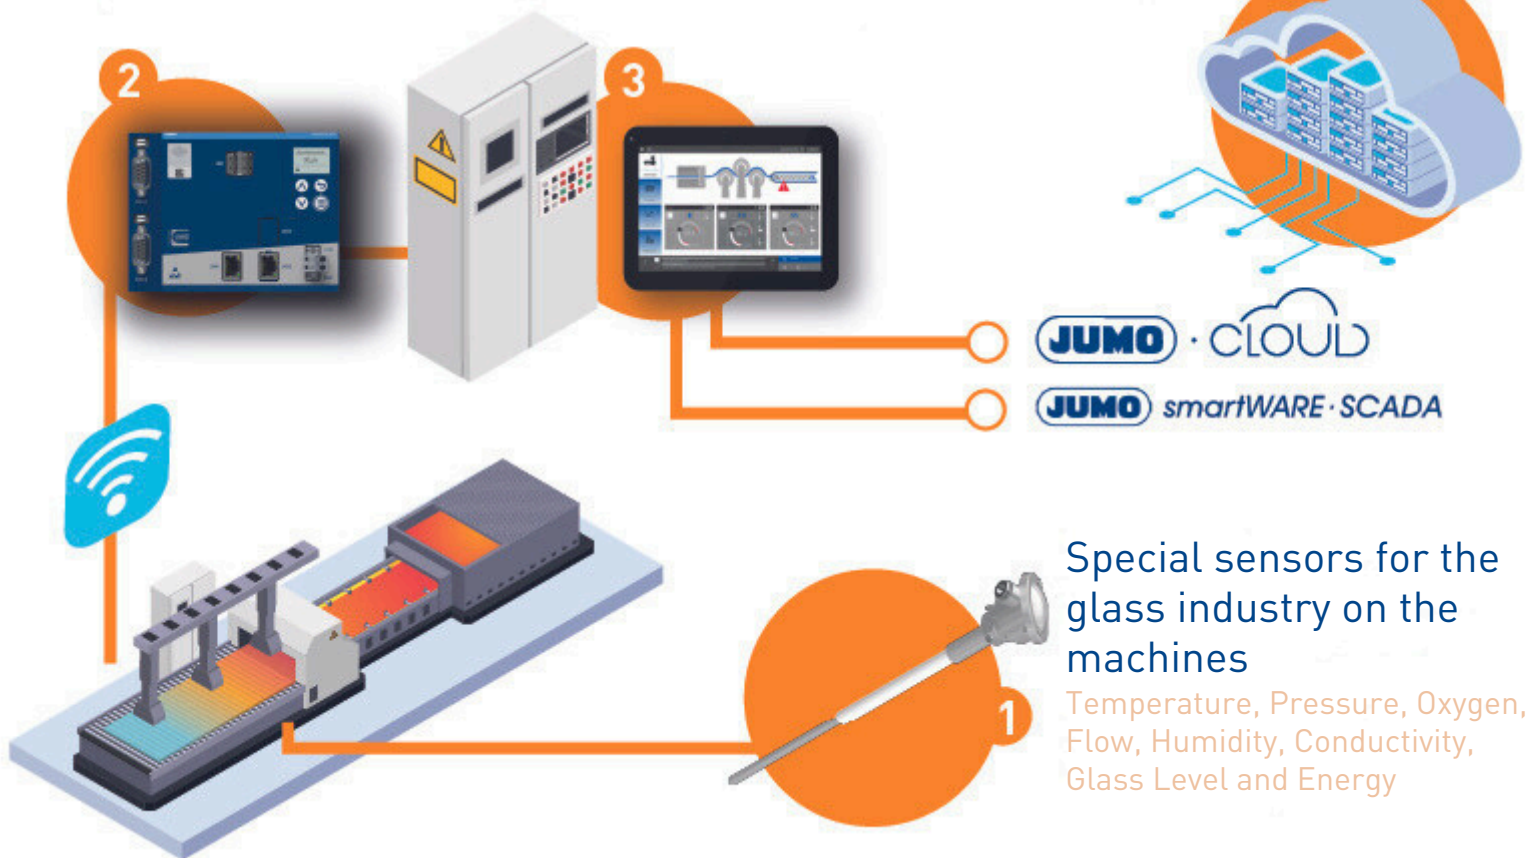 2
3
JUMO · CLOUD
JUMO smartWARE · SCADA
Special sensors for the
glass industry on the
machines
1
Temperature, Pressure, Oxygen,
Flow, Humidity, Conductivity,
Glass Level and Energy